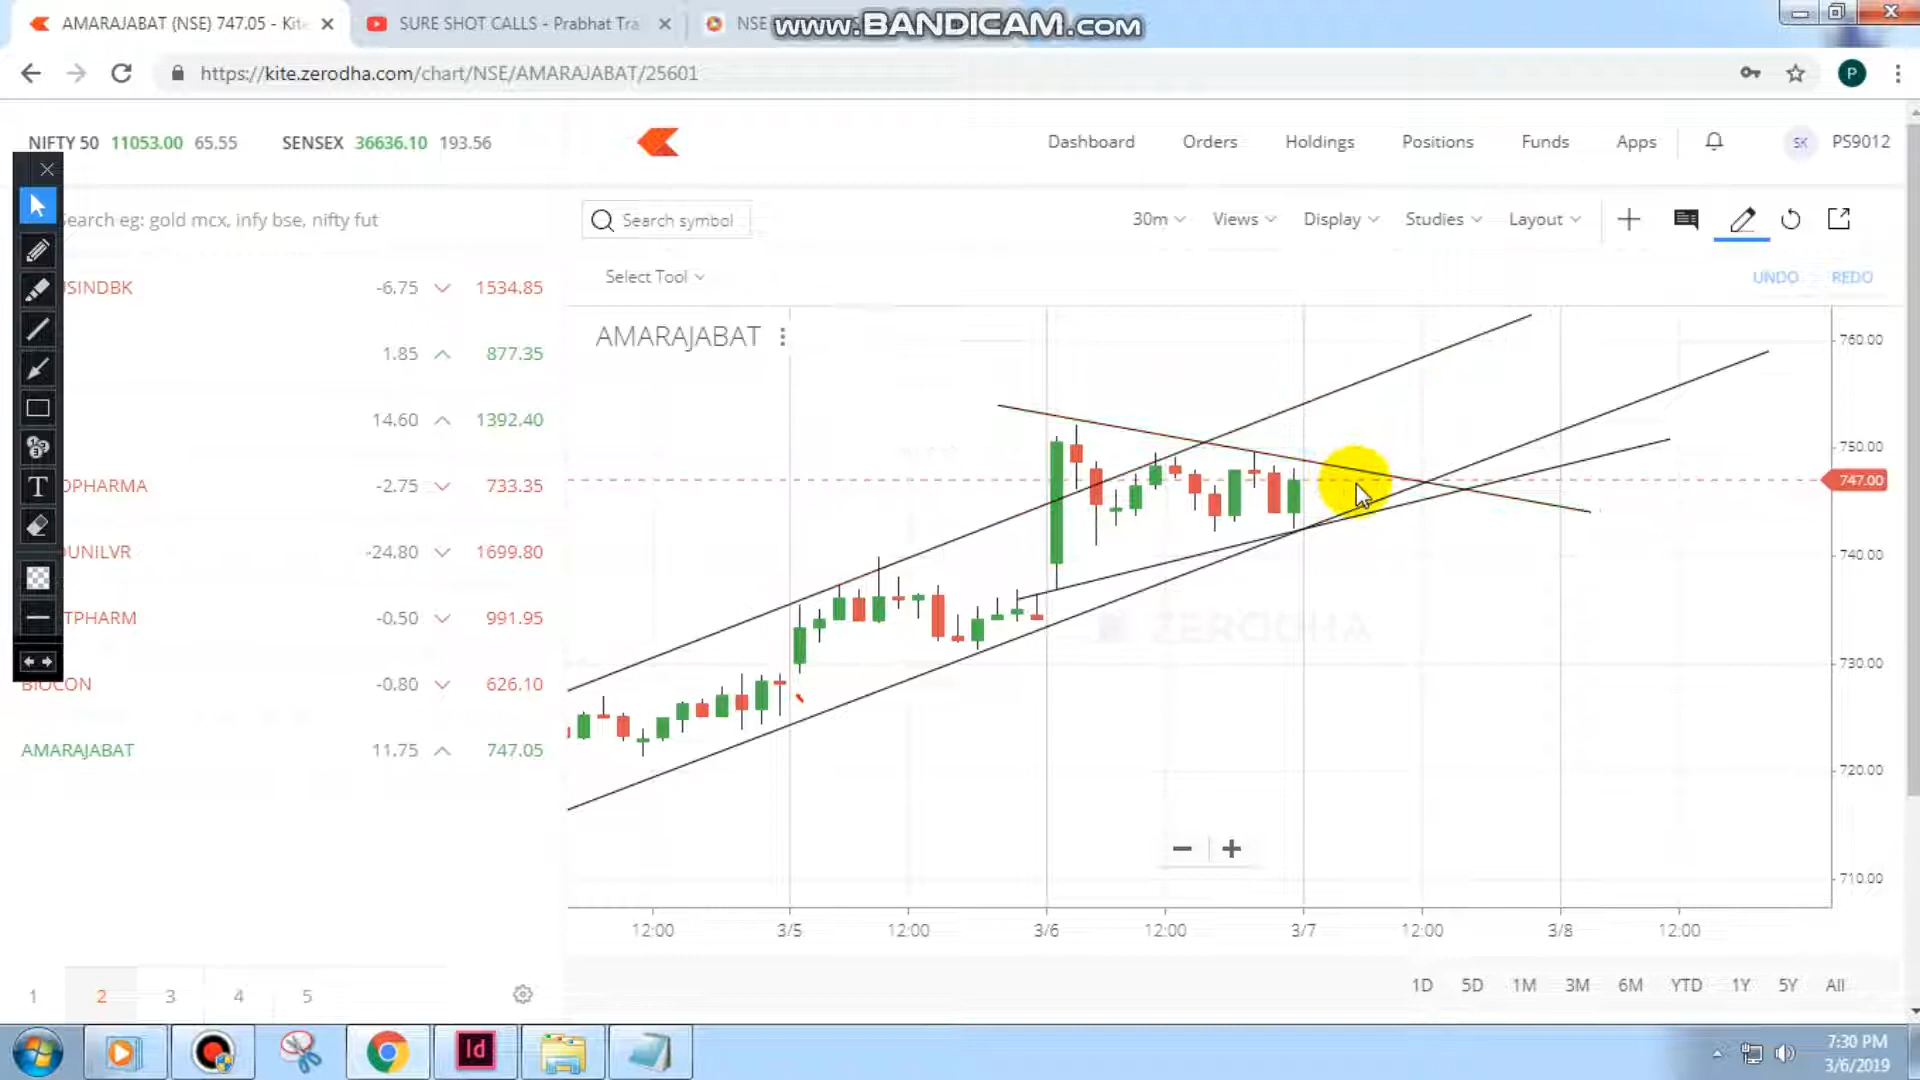 AMARAJABAT (NSE) 747.05 - Kite
SURE SHOT CALLS - Prabhat Tra
NSE
www.BANDICAM.com
https://kite.zerodha.com/chart/NSE/AMARAJABAT/25601
P
NIFTY 50 11053.00 65.55 SENSEX 36636.10 193.56
Dashboard Orders Holdings Positions Funds Apps SK PS9012
Search eg: gold mcx, infy bse, nifty fut
Search symbol
30m Views Display Studies Layout
Select Tool
UNDO REDO
USINDBK -6.75 1534.85
1.85 877.35
14.60 1392.40
OPHARMA -2.75 733.35
DUNILVR -24.80 1699.80
TPHARM -0.50 991.95
BIOCON -0.80 626.10
AMARAJABAT 11.75 747.05
T
AMARAJABAT
760.00
750.00
747.00
740.00
730.00
720.00
710.00
ZERODHA
12:00 3/5 12:00 3/6 12:00 3/7 12:00 3/8 12:00
1D 5D 1M 3M 6M YTD 1Y 5Y All
1 2 3 4 5
Id
7:30 PM
3/6/2019